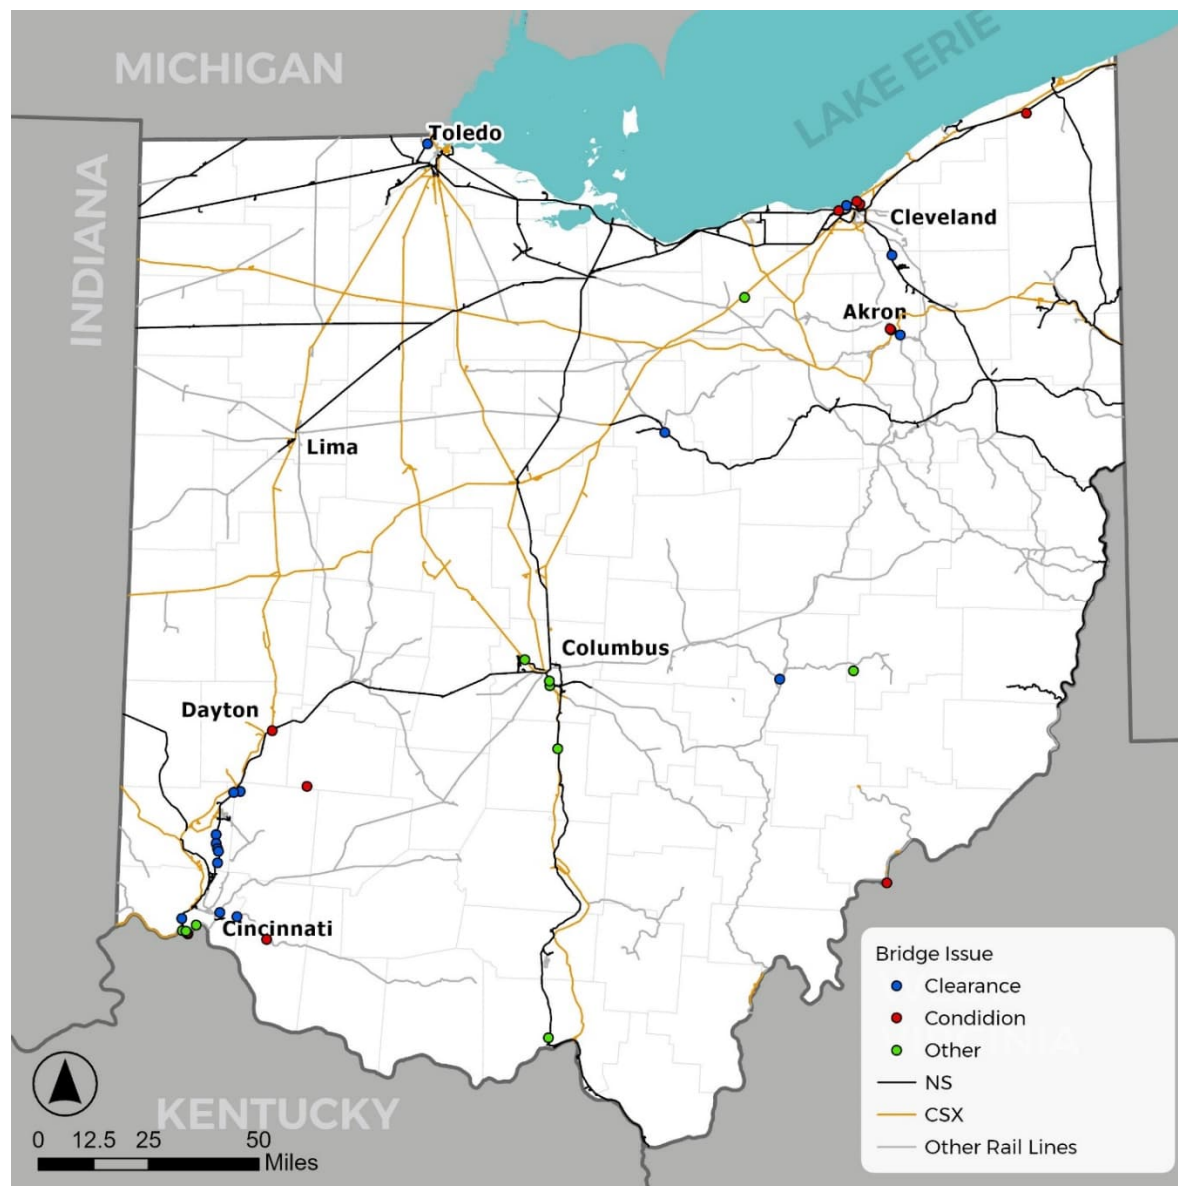 MICHIGAN
LAKE ERIE
INDIANA
Toledo
Cleveland
Akron
Lima
Columbus
Dayton
Cincinnati
Bridge Issue
Clearance
Condidion
Other
NS
CSX
Other Rail Lines
KENTUCKY
0 12.5 25 50
Miles